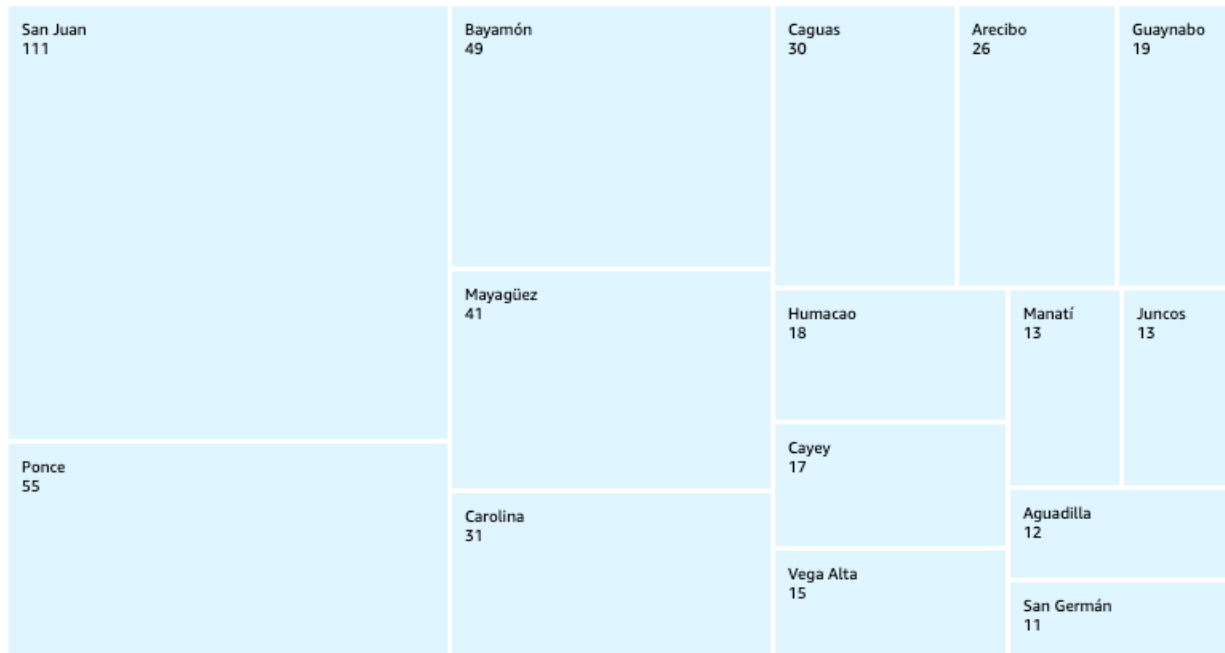 San Juan
111
Ponce
55
Bayamón
49
Mayagüez
41
Carolina
31
Caguas
30
Arecibo
26
Guaynabo
19
Humacao
18
Cayey
17
Vega Alta
15
Manatí
13
Juncos
13
Aguadilla
12
San Germán
11